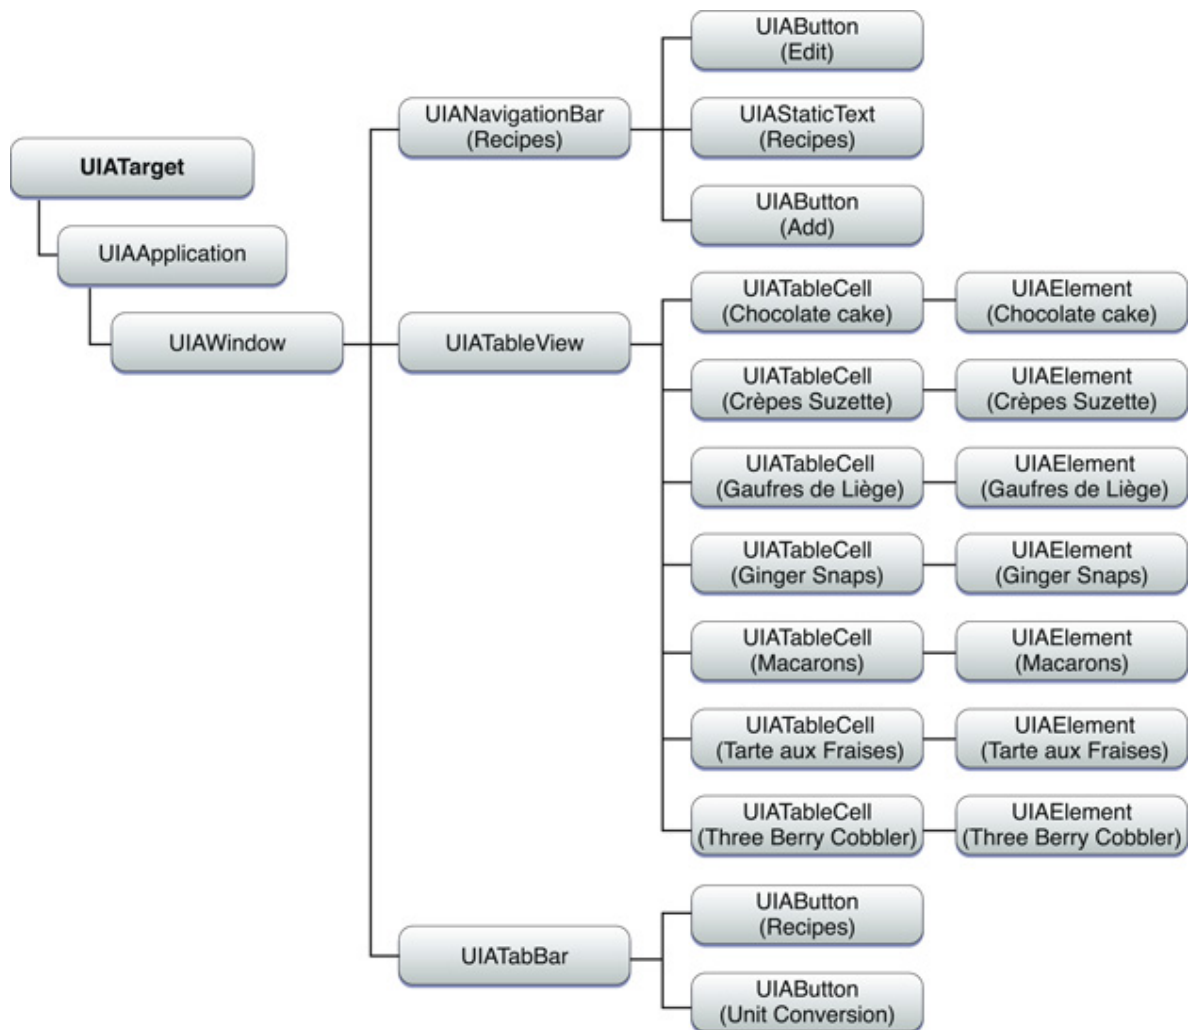 UIATarget
UIAApplication
UIAWindow
UIANavigationBar
(Recipes)
UIAButton
(Edit)
UIAStaticText
(Recipes)
UIAButton
(Add)
UIATableView
UIATableCell
(Chocolate cake)
UIAElement
(Chocolate cake)
UIATableCell
(Crèpes Suzette)
UIAElement
(Crèpes Suzette)
UIATableCell
(Gaufres de Liège)
UIAElement
(Gaufres de Liège)
UIATableCell
(Ginger Snaps)
UIAElement
(Ginger Snaps)
UIATableCell
(Macarons)
UIAElement
(Macarons)
UIATableCell
(Tarte aux Fraises)
UIAElement
(Tarte aux Fraises)
UIATableCell
(Three Berry Cobbler)
UIAElement
(Three Berry Cobbler)
UIATabBar
UIAButton
(Recipes)
UIAButton
(Unit Conversion)